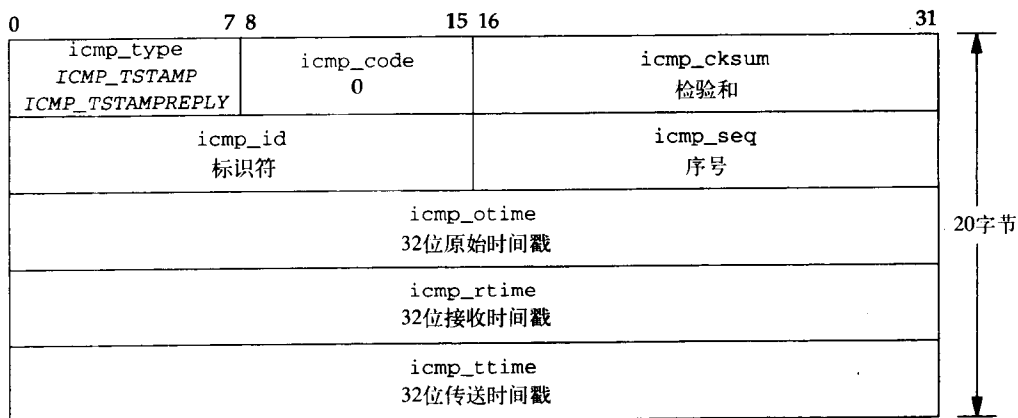 0 7 8 15 16 31
icmp_type
ICMP_TSTAMP
ICMP_TSTAMPREPLY
icmp_code
0
icmp_cksum
检验和
icmp_id
标识符
icmp_seq
序号
icmp_otime
32位原始时间戳
20字节
icmp_rtime
32位接收时间戳
icmp_ttime
32位传送时间戳